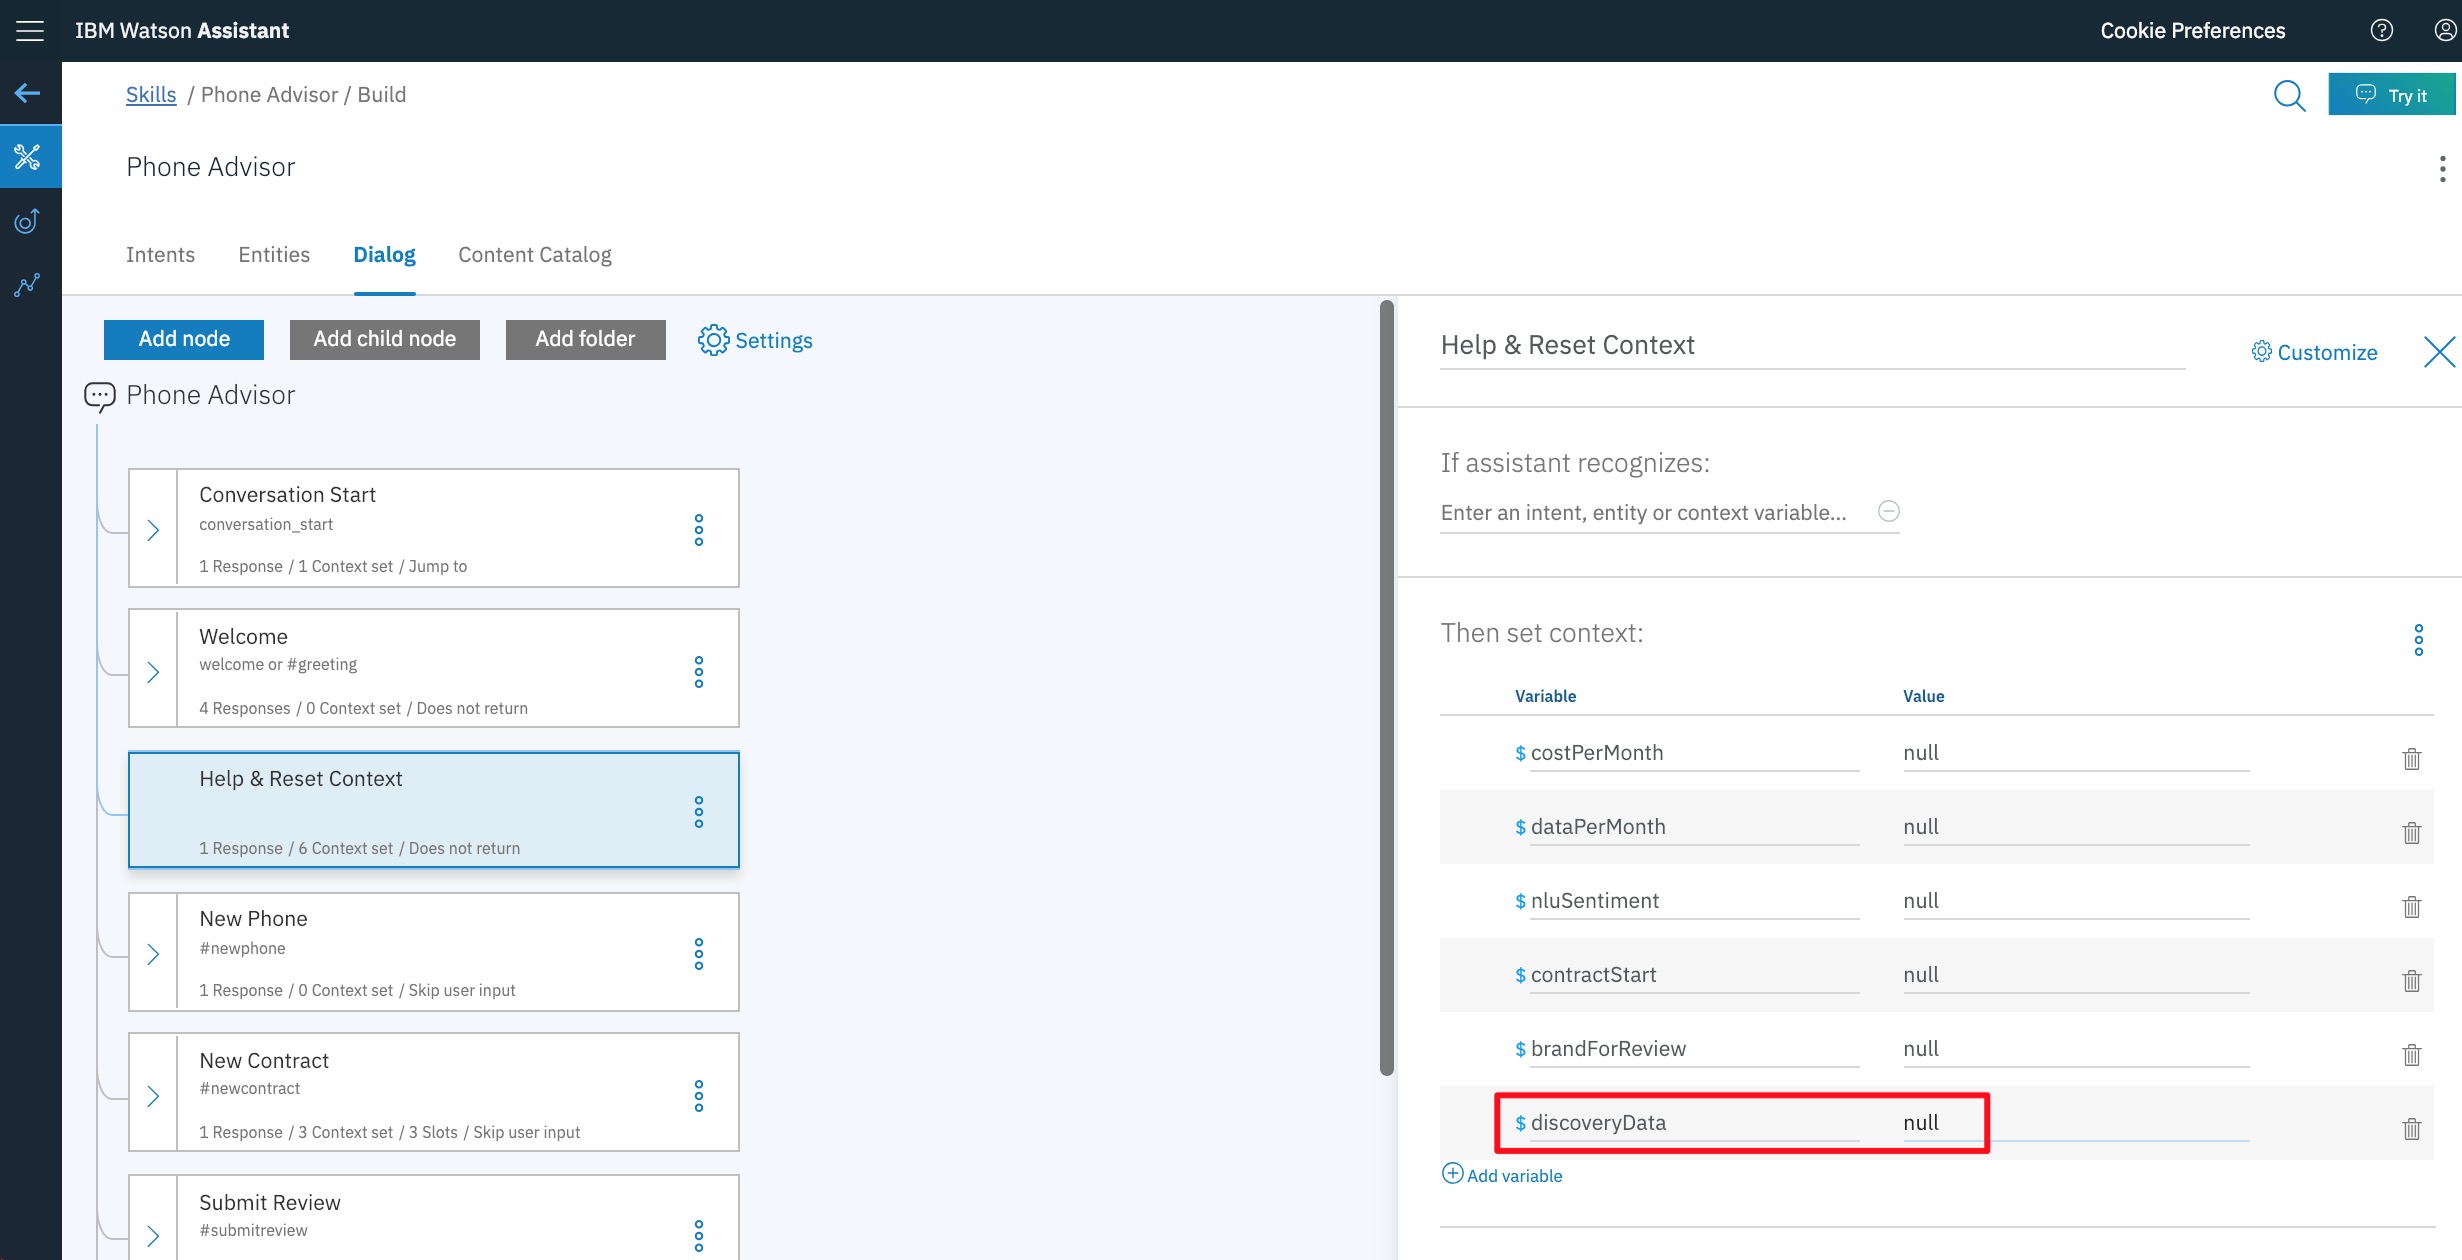 IBM Watson Assistant
Cookie Preferences
Skills / Phone Advisor / Build
Try it
Phone Advisor
Intents
Entities
Dialog
Content Catalog
Add node
Add child node
Add folder
Settings
Phone Advisor
Conversation Start
conversation_start
1 Response / 1 Context set / Jump to
Welcome
welcome or #greeting
4 Responses / 0 Context set / Does not return
Help & Reset Context
1 Response / 6 Context set / Does not return
New Phone
#newphone
1 Response / 0 Context set / Skip user input
New Contract
#newcontract
1 Response / 3 Context set / 3 Slots / Skip user input
Submit Review
#submitreview
Help & Reset Context
Customize
If assistant recognizes:
Enter an intent, entity or context variable...
Then set context:
Variable Value
$ costPerMonth null
$ dataPerMonth null
$ nluSentiment null
$ contractStart null
$ brandForReview null
$ discoveryData null
Add variable